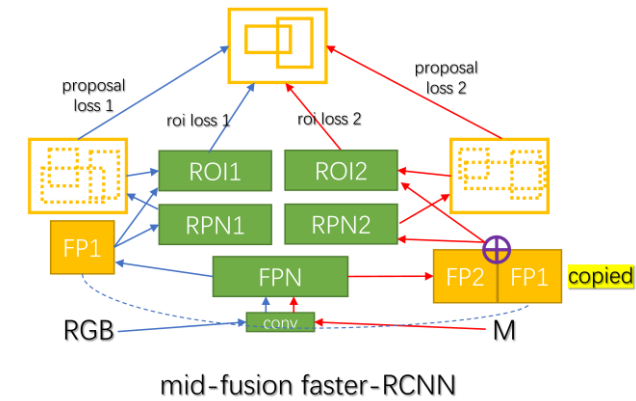 proposal
loss 1
proposal
loss 2
roi loss 1
roi loss 2
ROI1
ROI2
RPN1
RPN2
FP1
FPN
FP2
FP1
copied
RGB
conv
M
mid-fusion faster-RCNN